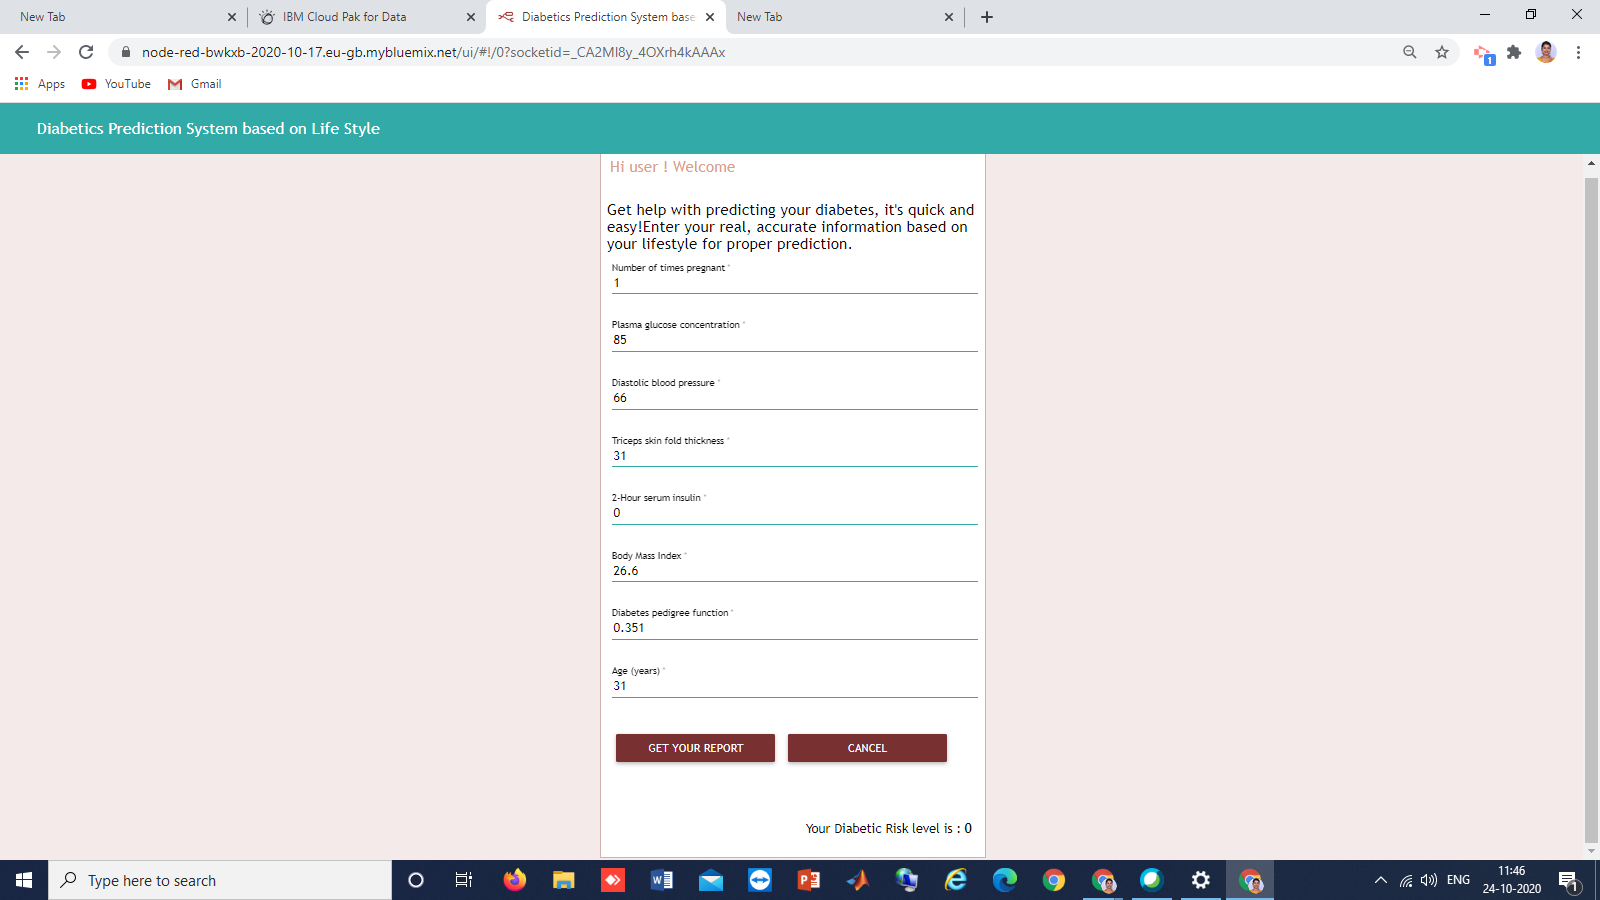 New Tab
IBM Cloud Pak for Data
Diabetics Prediction System base
New Tab
node-red-bwkxb-2020-10-17.eu-gb.mybluemix.net/ui/#!/0?socketid=_CA2MI8y_4OXrh4kAAAx
1
Apps
YouTube
Gmail
Diabetics Prediction System based on Life Style
Hi user ! Welcome
Get help with predicting your diabetes, it's quick and
easy!Enter your real, accurate information based on
your lifestyle for proper prediction.
Number of times pregnant *
1
Plasma glucose concentration *
85
Diastolic blood pressure *
66
Triceps skin fold thickness *
31
2-Hour serum insulin *
0
Body Mass Index *
26.6
Diabetes pedigree function *
0.351
Age (years) *
31
GET YOUR REPORT
CANCEL
Your Diabetic Risk level is : 0
Type here to search
ENG
11:46
24-10-2020
1